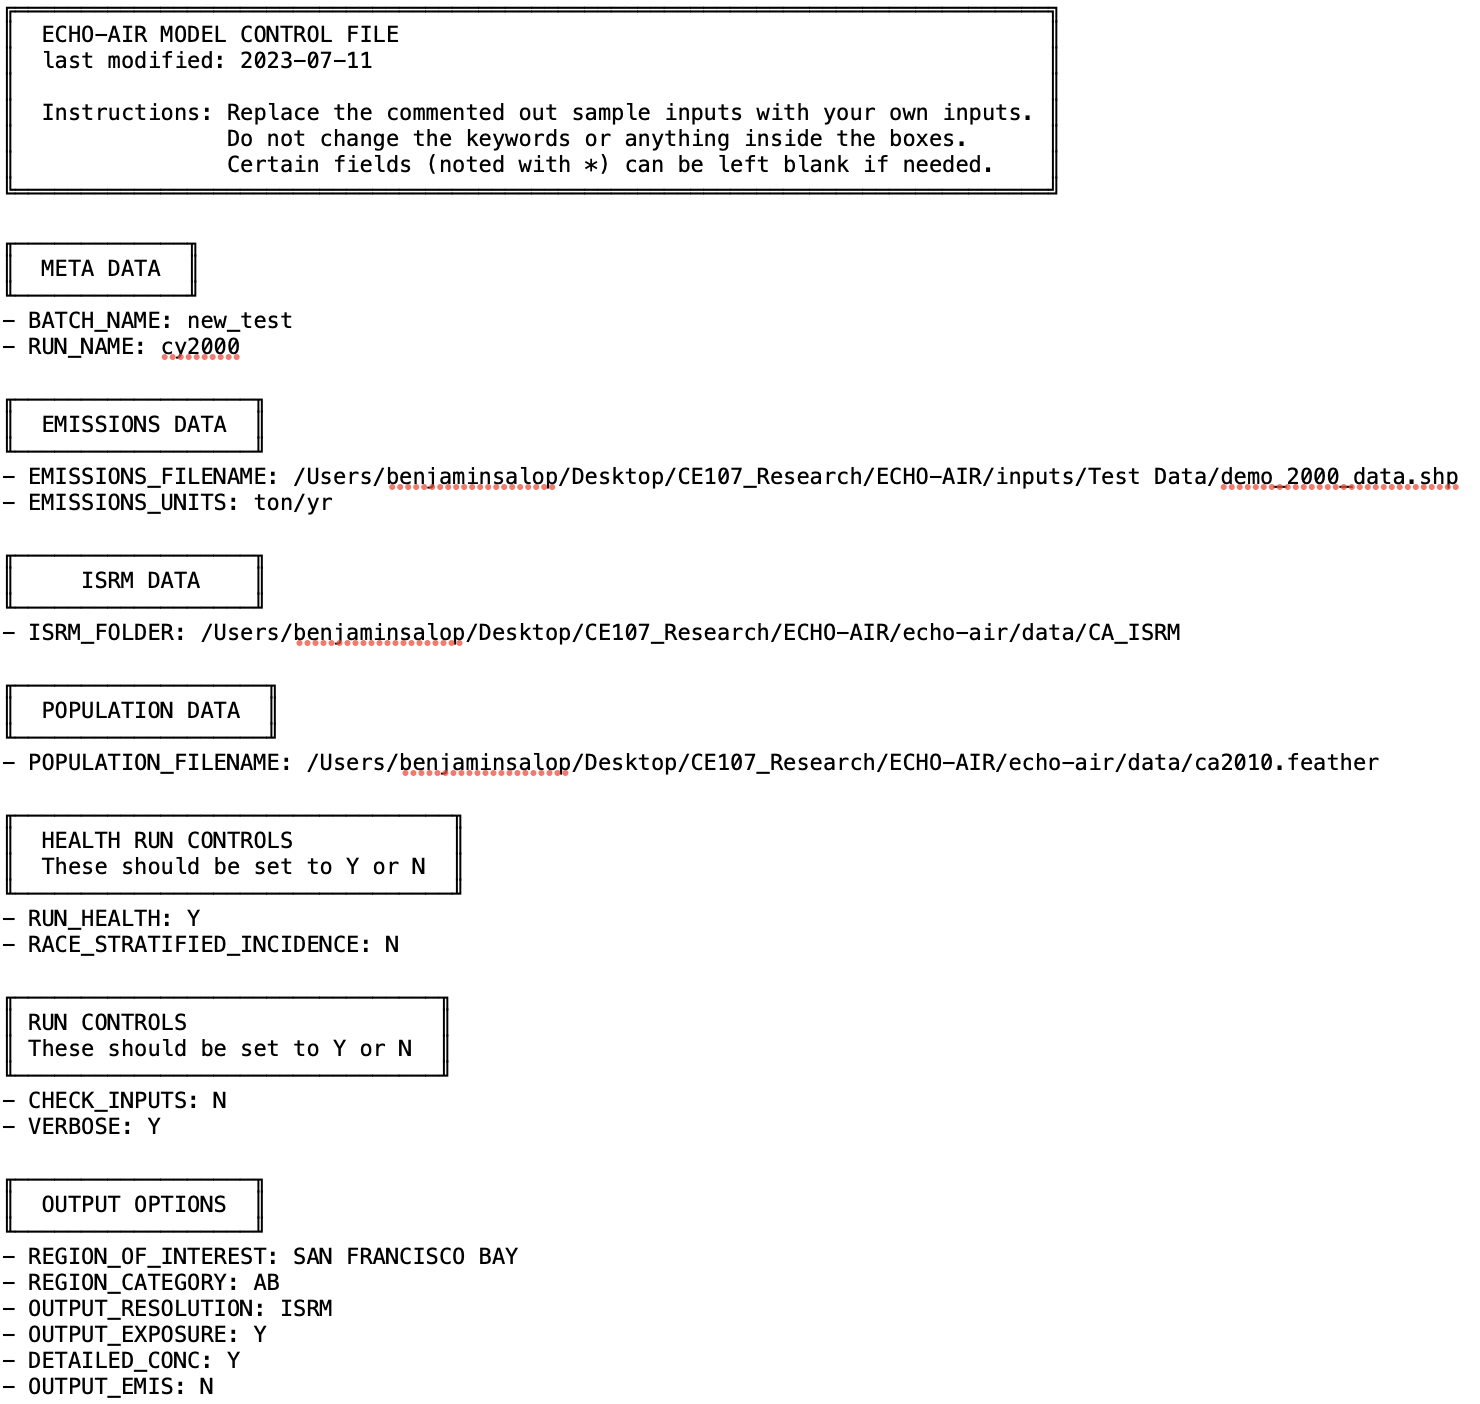 ECHO-AIR MODEL CONTROL FILE
last modified: 2023-07-11
Instructions: Replace the commented out sample inputs with your own inputs.
Do not change the keywords or anything inside the boxes.
Certain fields (noted with *) can be left blank if needed.
META DATA
- BATCH_NAME: new_test
- RUN_NAME: cy2000
EMISSIONS DATA
- EMISSIONS_FILENAME: /Users/benjaminsalop/Desktop/CE107_Research/ECHO-AIR/inputs/Test Data/demo_2000_data.shp
- EMISSIONS_UNITS: ton/yr
ISRM DATA
- ISRM_FOLDER: /Users/benjaminsalop/Desktop/CE107_Research/ECHO-AIR/echo-air/data/CA_ISRM
POPULATION DATA
- POPULATION_FILENAME: /Users/benjaminsalop/Desktop/CE107_Research/ECHO-AIR/echo-air/data/ca2010.feather
HEALTH RUN CONTROLS
These should be set to Y or N
- RUN_HEALTH: Y
- RACE_STRATIFIED_INCIDENCE: N
RUN CONTROLS
These should be set to Y or N
- CHECK_INPUTS: N
- VERBOSE: Y
OUTPUT OPTIONS
- REGION_OF_INTEREST: SAN FRANCISCO BAY
- REGION_CATEGORY: AB
- OUTPUT_RESOLUTION: ISRM
- OUTPUT_EXPOSURE: Y
- DETAILED_CONC: Y
- OUTPUT_EMIS: N